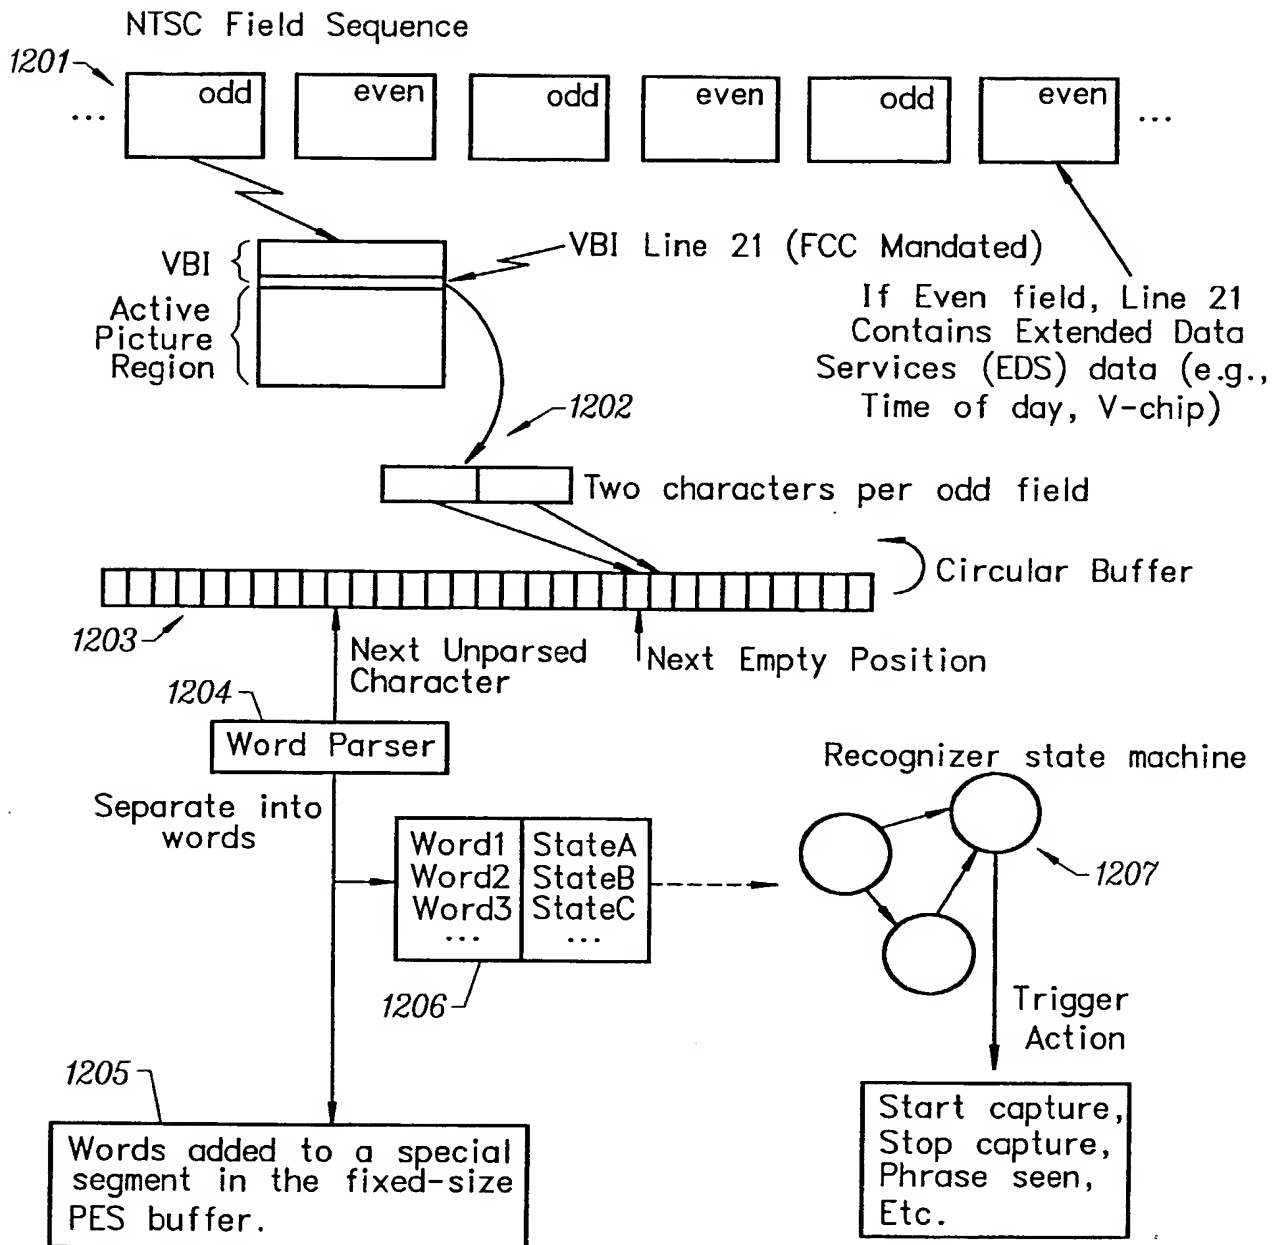 NTSC Field Sequence
1201
... odd even odd even odd even ...
VBI
VBI Line 21 (FCC Mandated)
Active
Picture
Region
If Even field, Line 21
Contains Extended Data
Services (EDS) data (e.g.,
Time of day, V-chip)
1202
Two characters per odd field
Circular Buffer
1203
Next Unparsed
Character
Next Empty Position
1204
Word Parser
Separate into
words
Word1 StateA
Word2 StateB
Word3 StateC
... ...
1206
Recognizer state machine
1207
Trigger
Action
1205
Words added to a special
segment in the fixed-size
PES buffer.
Start capture,
Stop capture,
Phrase seen,
Etc.